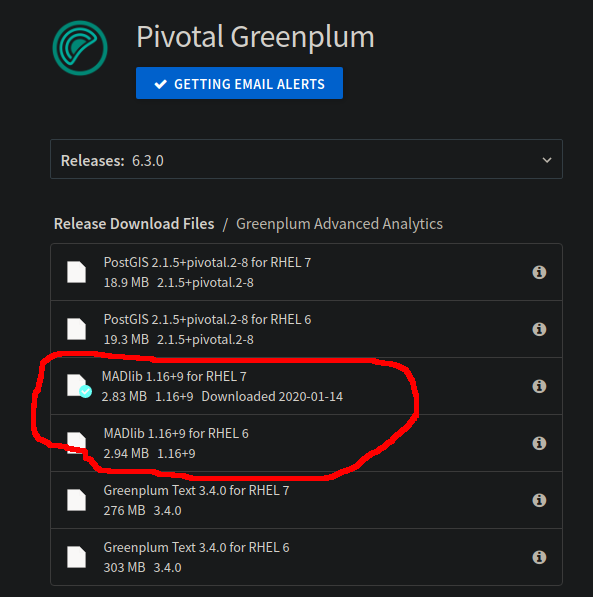 Pivotal Greenplum
GETTING EMAIL ALERTS
Releases: 6.3.0
Release Download Files / Greenplum Advanced Analytics
PostGIS 2.1.5+pivotal.2-8 for RHEL 7
18.9 MB 2.1.5+pivotal.2-8
PostGIS 2.1.5+pivotal.2-8 for RHEL 6
19.3 MB 2.1.5+pivotal.2-8
MADlib 1.16+9 for RHEL 7
2.83 MB 1.16+9 Downloaded 2020-01-14
MADlib 1.16+9 for RHEL 6
2.94 MB 1.16+9
Greenplum Text 3.4.0 for RHEL 7
276 MB 3.4.0
Greenplum Text 3.4.0 for RHEL 6
303 MB 3.4.0